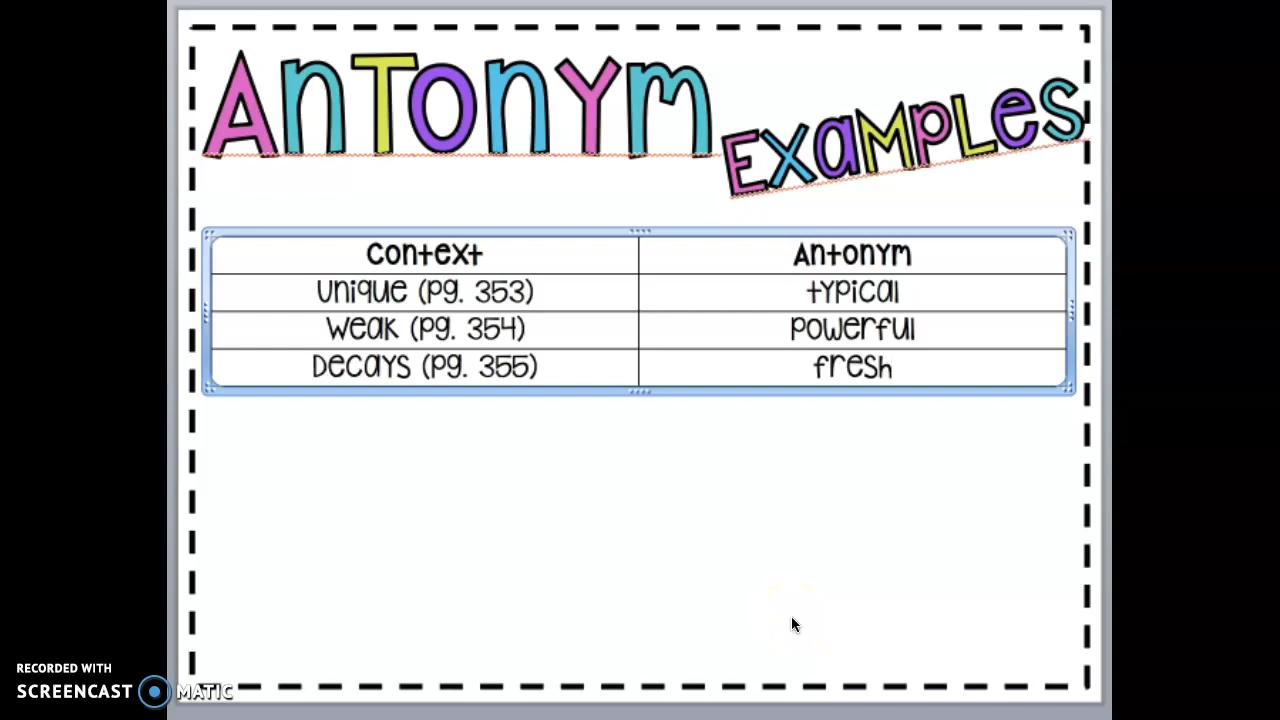 AnTonYm ExamPLes
Context Antonym
Unique (pg. 353) typical
Weak (pg. 354) powerful
Decays (pg. 355) fresh
RECORDED WITH
SCREENCAST MATIC